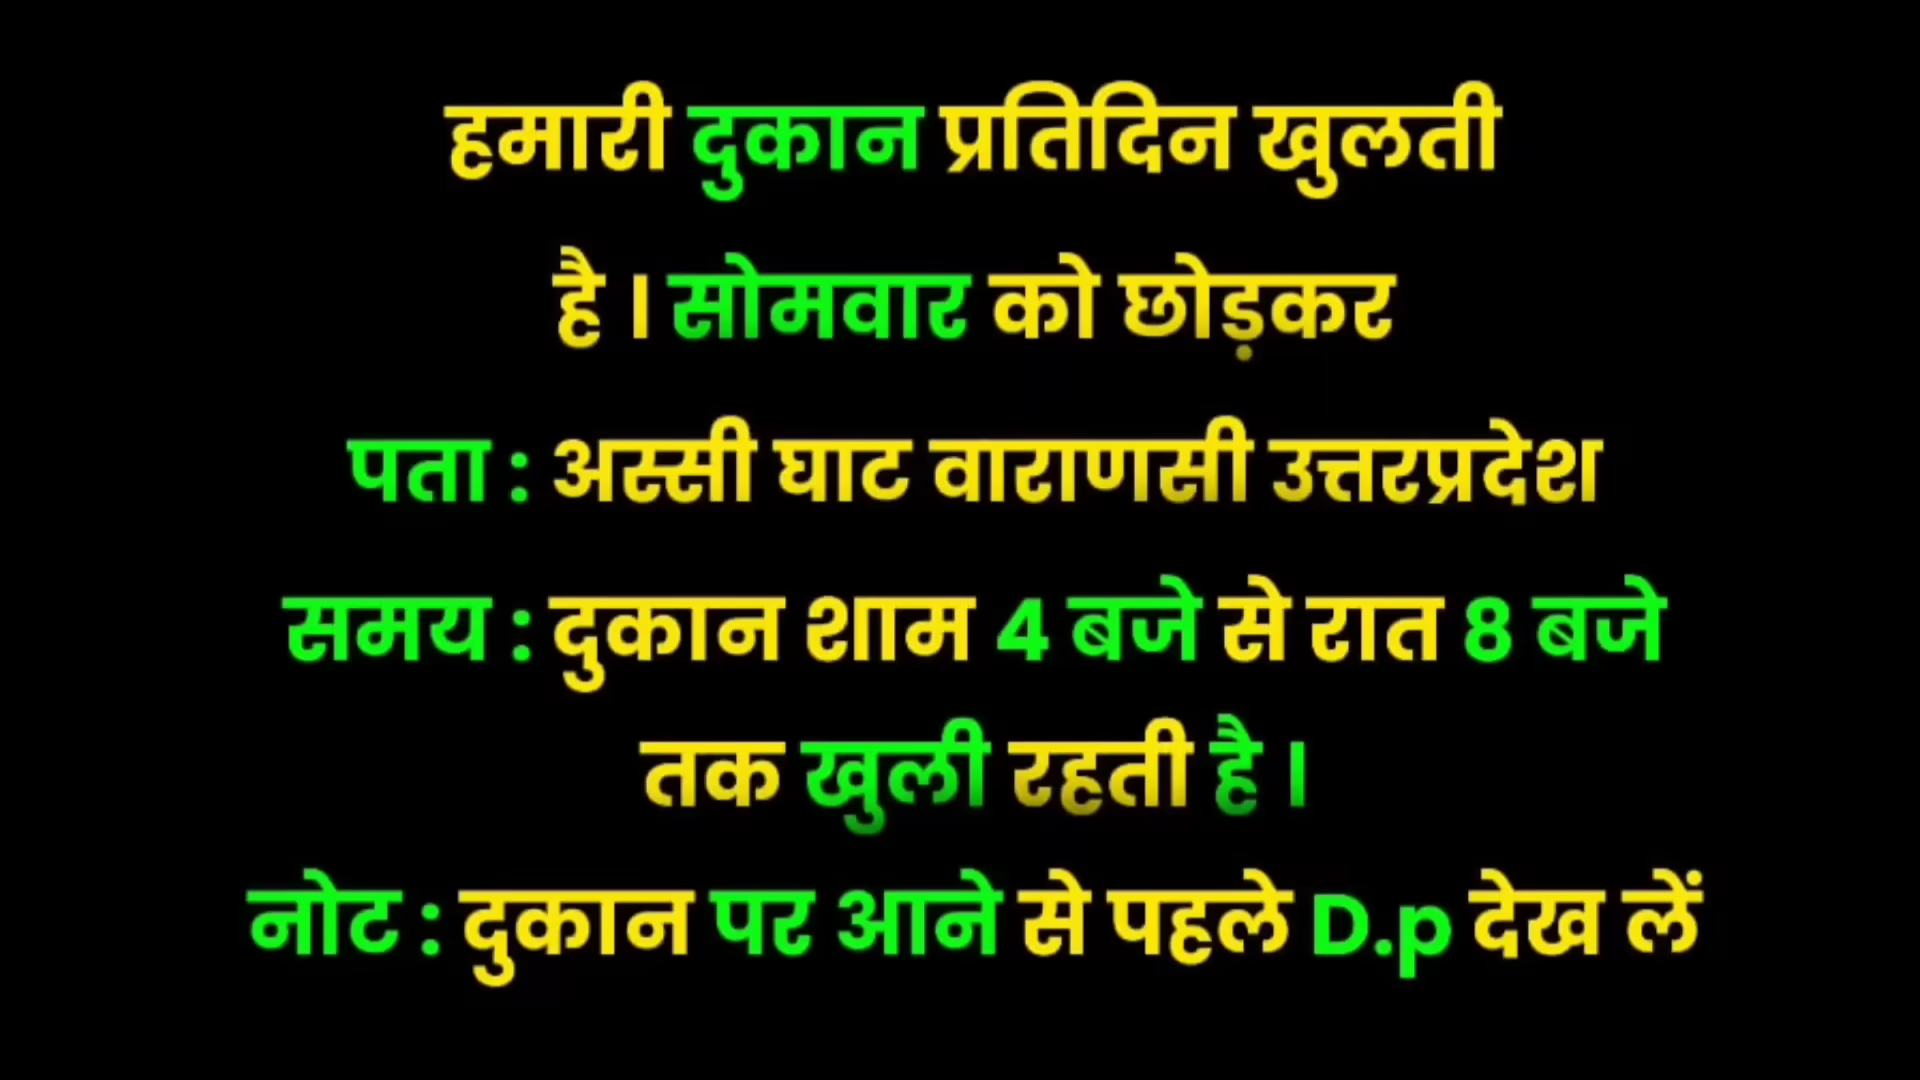 हमारी दुकान प्रतिदिन खुलती
है । सोमवार को छोड़कर
पता : अस्सी घाट वाराणसी उत्तरप्रदेश
समय : दुकान शाम 4 बजे से रात 8 बजे
तक खुली रहती है ।
नोट : दुकान पर आने से पहले D.p देख लें